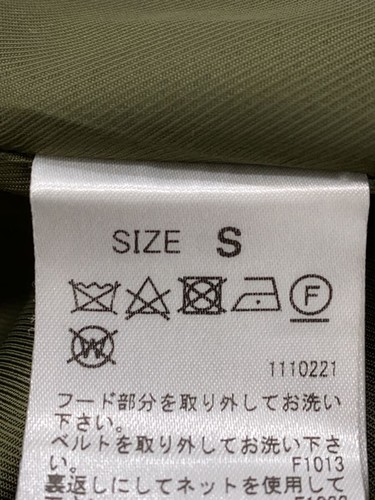 SIZE S
F
W
1110221
フード部分を取り外してお洗い
下さい。
ベルトを取り外してお洗い下さ
い。 F1013
裏返しにしてネットを使用して